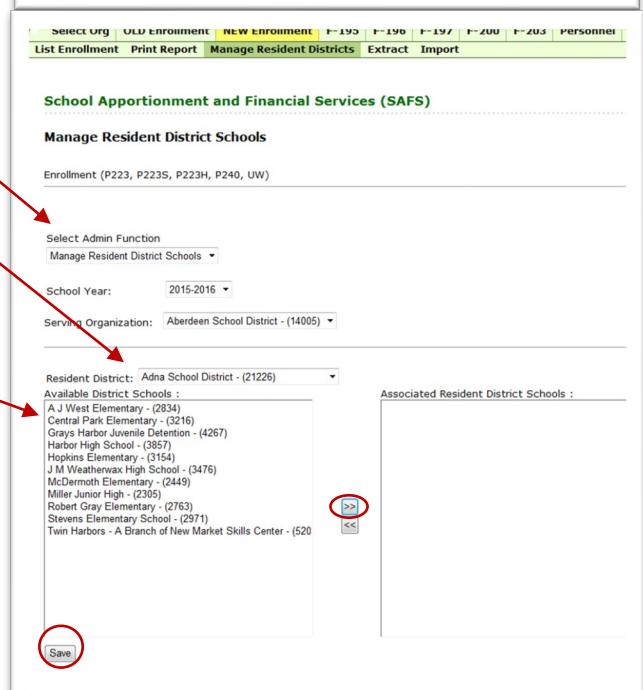 Select Org OLD Enrollment NEW Enrollment F-195 F-196 F-197 F-200 F-203 Personnel
List Enrollment Print Report Manage Resident Districts Extract Import
School Apportionment and Financial Services (SAFS)
Manage Resident District Schools
Enrollment (P223, P223S, P223H, P240, UW)
Select Admin Function
Manage Resident District Schools
School Year: 2015-2016
Serving Organization: Aberdeen School District - (14005)
Resident District: Adna School District - (21226)
Available District Schools : Associated Resident District Schools :
A J West Elementary - (2834)
Central Park Elementary - (3216)
Grays Harbor Juvenile Detention - (4267)
Harbor High School - (3857)
Hopkins Elementary - (3154)
J M Weatherwax High School - (3476)
McDermoth Elementary - (2449)
Miller Junior High - (2305)
Robert Gray Elementary - (2763)
>>
Stevens Elementary School - (2971)
<<
Twin Harbors - A Branch of New Market Skills Center - (520
Save